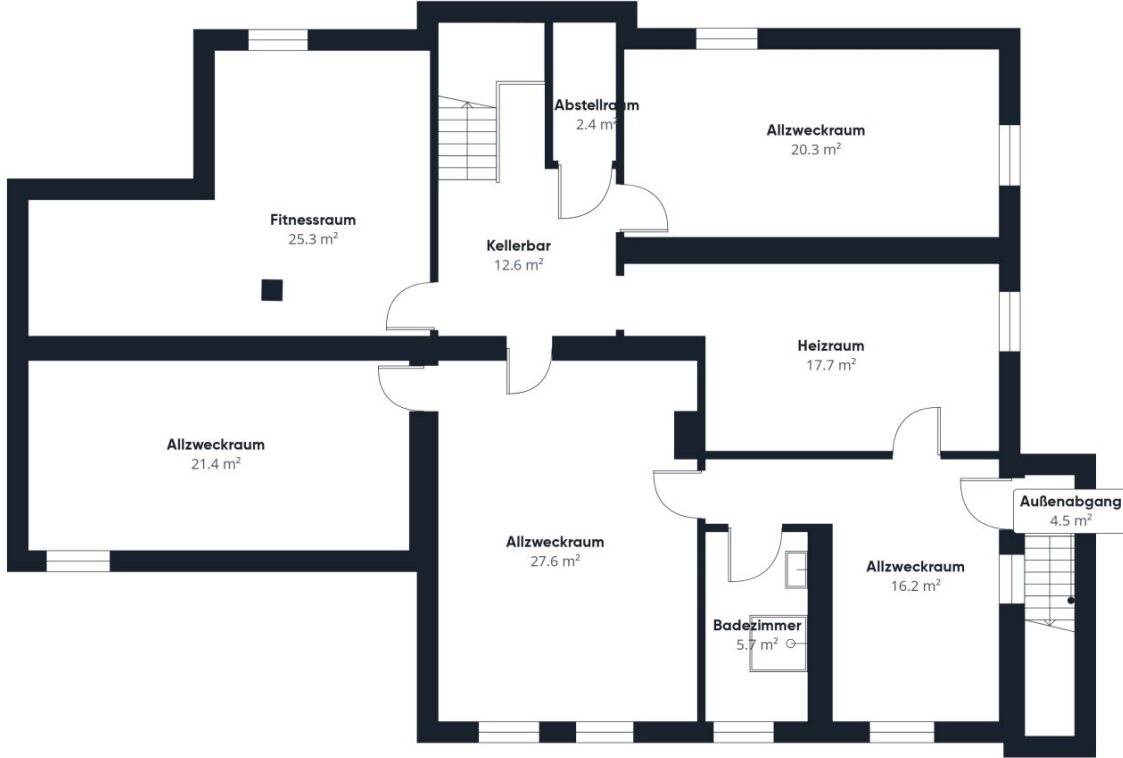 Abstellraum
2.4 m²
Allzweckraum
20.3 m²
Fitnessraum
25.3 m²
Kellerbar
12.6 m²
Heizraum
17.7 m²
Allzweckraum
21.4 m²
Außenabgang
4.5 m²
Allzweckraum
27.6 m²
Allzweckraum
16.2 m²
Badezimmer
5.7 m²